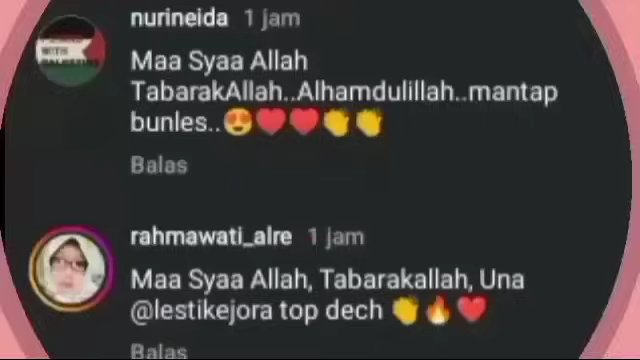 nurineida 1 jam
WITH
Maa Syaa Allah
TabarakAllah..Alhamdulillah..mantap
bunles..😍❤️❤️👏👏
Balas
rahmawati_alre 1 jam
Maa Syaa Allah, Tabarakallah, Una
@lestikejora top dech 👏🔥❤️
Balas